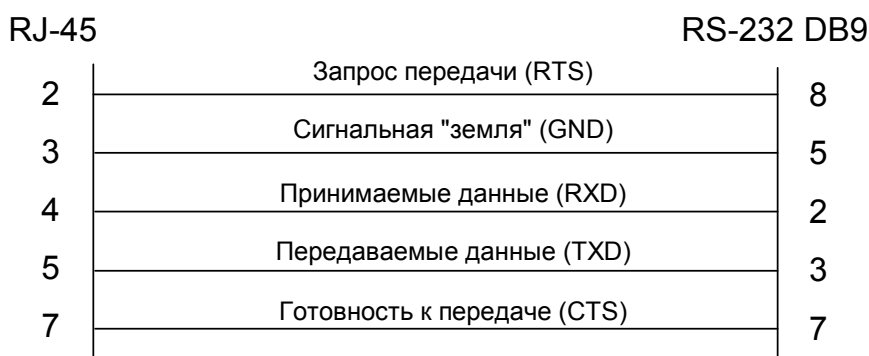 RJ-45 RS-232 DB9
2 Запрос передачи (RTS) 8
3 Сигнальная "земля" (GND) 5
4 Принимаемые данные (RXD) 2
5 Передаваемые данные (TXD) 3
7 Готовность к передаче (CTS) 7